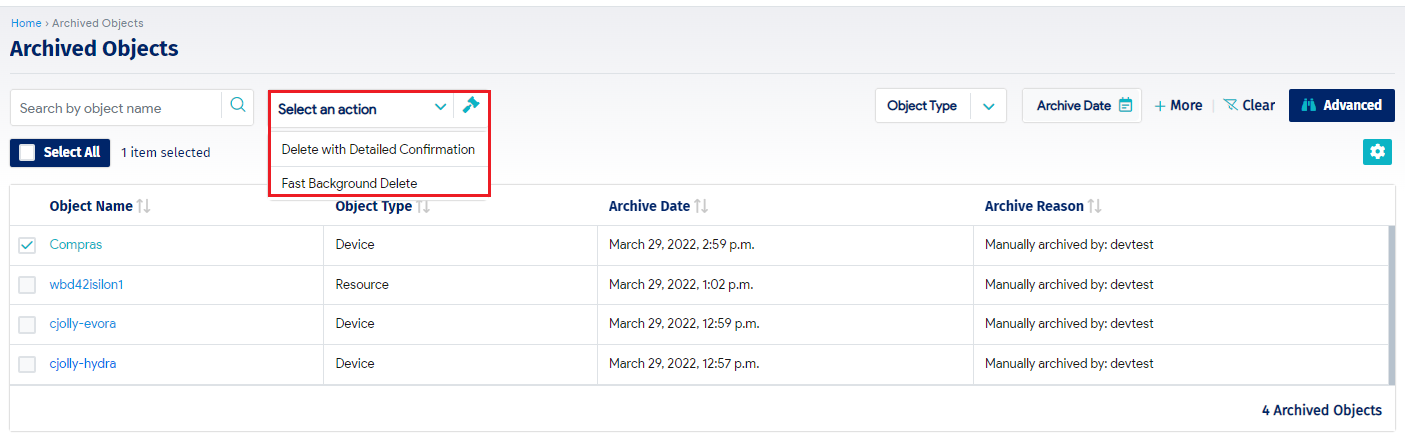 Home › Archived Objects
Archived Objects
Search by object name
Select an action
Object Type
Archive Date
+ More
Clear
Advanced
Select All
1 item selected
Delete with Detailed Confirmation
Fast Background Delete
Object Name Object Type Archive Date Archive Reason
Compras Device March 29, 2022, 2:59 p.m. Manually archived by: devtest
wbd42isilon1 Resource March 29, 2022, 1:02 p.m. Manually archived by: devtest
cjolly-evora Device March 29, 2022, 12:59 p.m. Manually archived by: devtest
cjolly-hydra Device March 29, 2022, 12:57 p.m. Manually archived by: devtest
4 Archived Objects